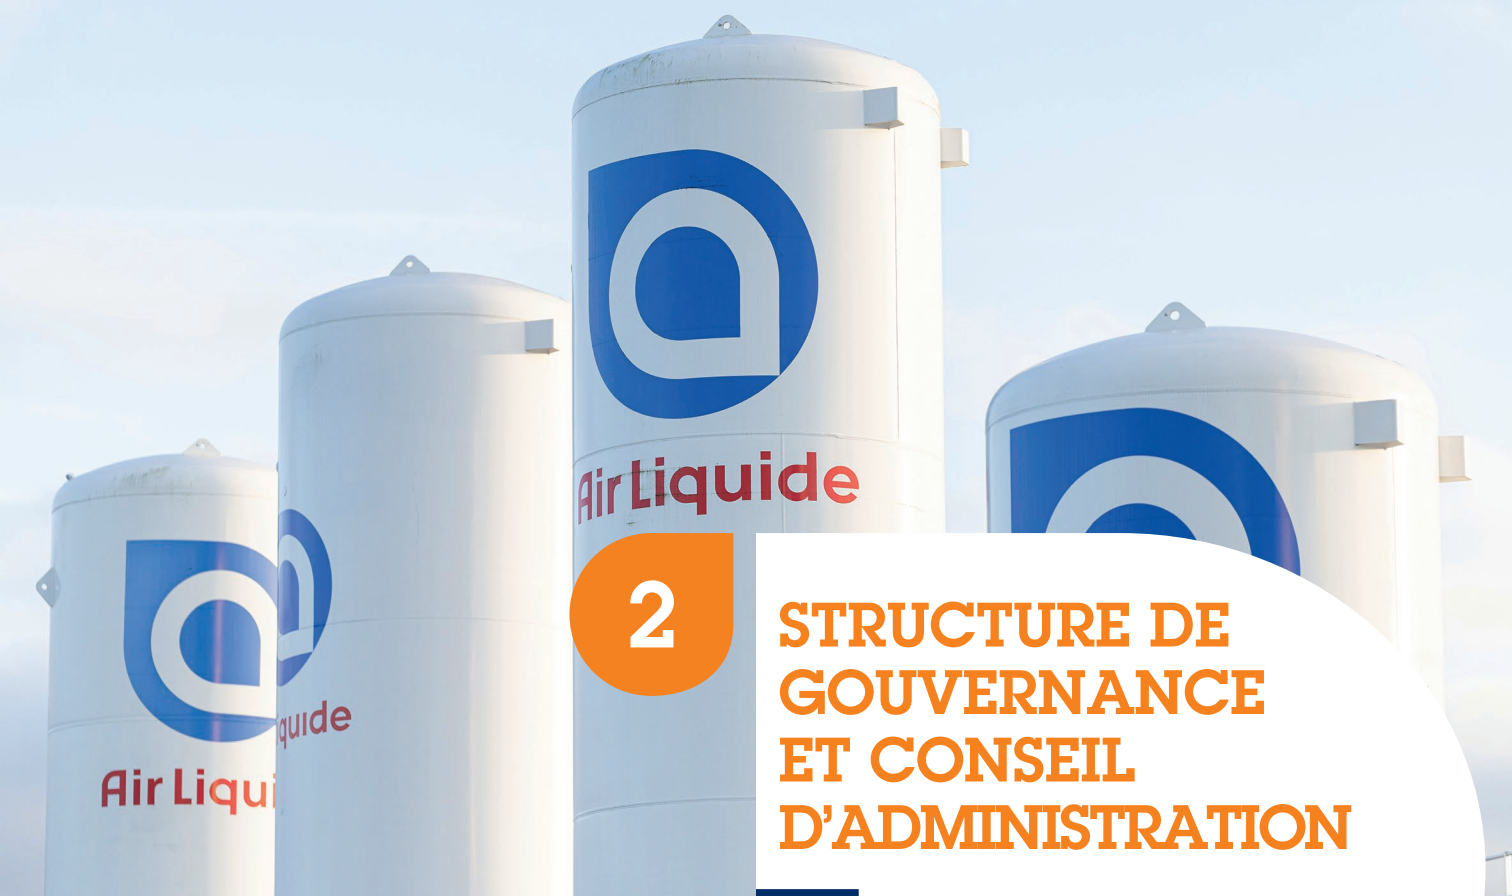 Air Liquide
quide
Air Liqui
2
STRUCTURE DE
GOUVERNANCE
ET CONSEIL
D’ADMINISTRATION